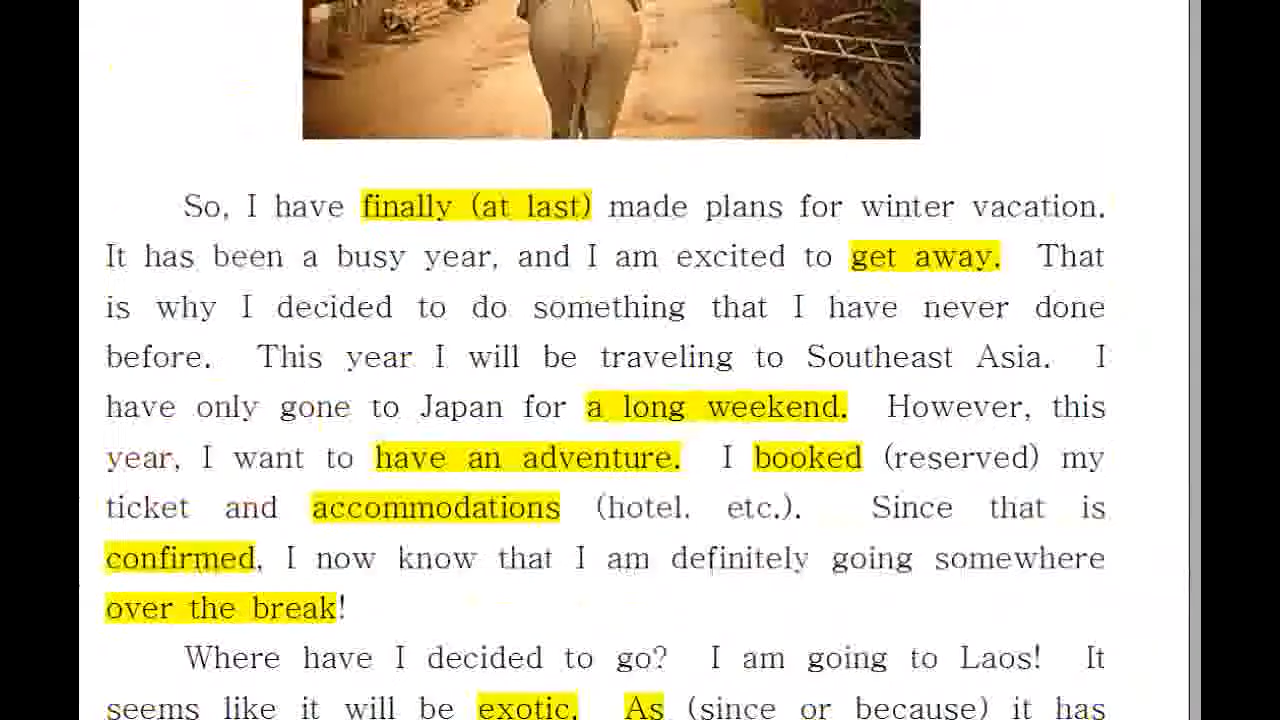 So, I have finally (at last) made plans for winter vacation.
It has been a busy year, and I am excited to get away. That
is why I decided to do something that I have never done
before. This year I will be traveling to Southeast Asia. I
have only gone to Japan for a long weekend. However, this
year, I want to have an adventure. I booked (reserved) my
ticket and accommodations (hotel, etc.). Since that is
confirmed, I now know that I am definitely going somewhere
over the break!
Where have I decided to go? I am going to Laos! It
seems like it will be exotic. As (since or because) it has